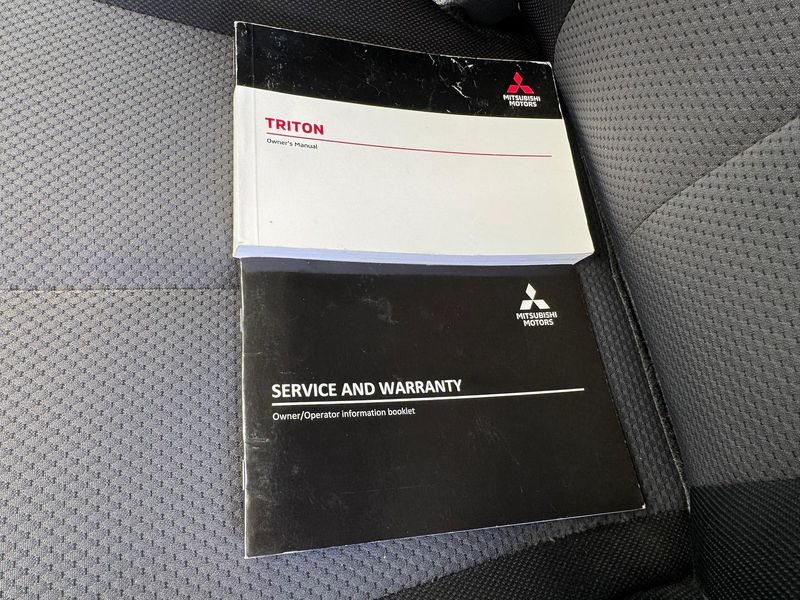 MITSUBISHI
MOTORS
TRITON
Owner's Manual
MITSUBISHI
MOTORS
SERVICE AND WARRANTY
Owner/Operator information booklet